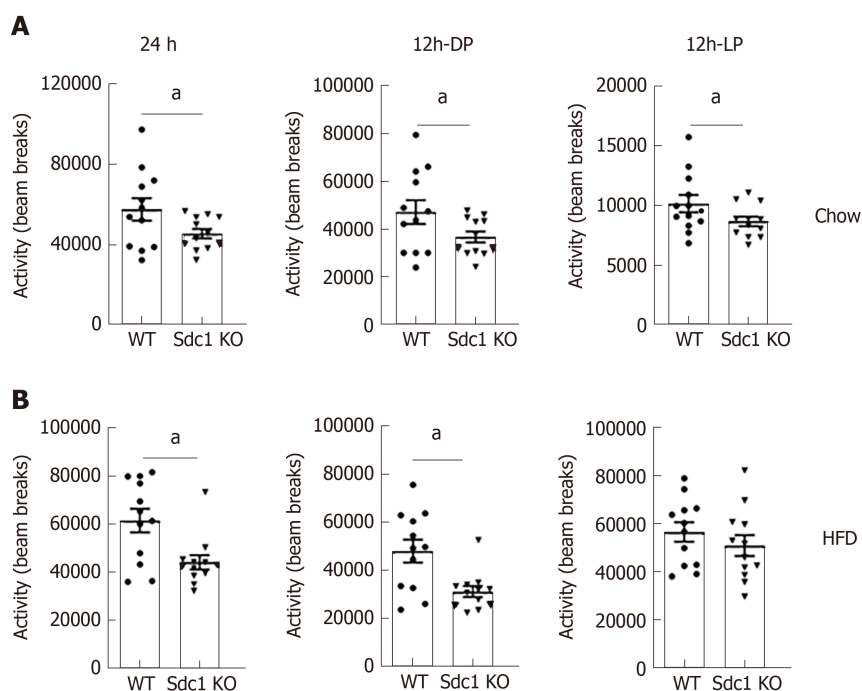 A
24 h
12h-DP
12h-LP
Activity (beam breaks)
120000
80000
40000
0
a
WT
Sdc1 KO
Activity (beam breaks)
100000
80000
60000
40000
20000
0
a
WT
Sdc1 KO
Activity (beam breaks)
20000
15000
10000
5000
0
a
WT
Sdc1 KO
Chow
B
Activity (beam breaks)
100000
80000
60000
40000
20000
0
a
WT
Sdc1 KO
Activity (beam breaks)
100000
80000
60000
40000
20000
0
a
WT
Sdc1 KO
Activity (beam breaks)
100000
80000
60000
40000
20000
0
WT
Sdc1 KO
HFD